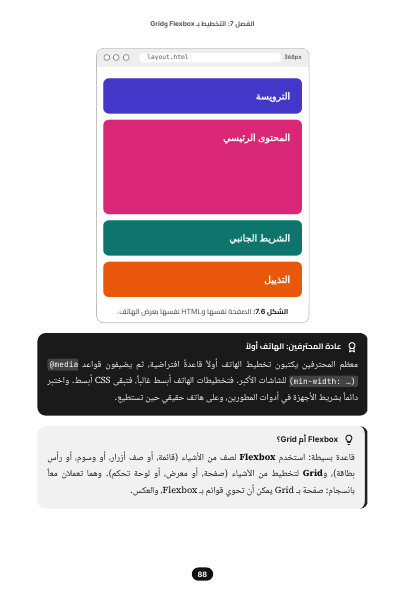 الفصل 7: التخطيط بـ Flexbox وGrid
layout.html
360px
الترويسة
المحتوى الرئيسي
الشريط الجانبي
التذييل
الشكل 7.6: الصفحة نفسها وHTML نفسها بعرض الهاتف.
عادة المحترفين: الهاتف أولاً
معظم المحترفين يكتبون تخطيط الهاتف أولاً قاعدةً افتراضية، ثم يضيفون قواعد @media
(min-width: …) للشاشات الأكبر. فتخطيطات الهاتف أبسط غالباً، فتبقى CSS أبسط. واختبر
دائماً بشريط الأجهزة في أدوات المطورين، وعلى هاتف حقيقي حين تستطيع.
Flexbox أم Grid؟
قاعدة بسيطة: استخدم Flexbox لصف من الأشياء (قائمة، أو صف أزرار، أو وسوم، أو رأس
بطاقة)، وGrid لتخطيط من الأشياء (صفحة، أو معرض، أو لوحة تحكم). وهما تعملان معاً
بانسجام: صفحة بـ Grid يمكن أن تحوي قوائم بـ Flexbox، والعكس.
88